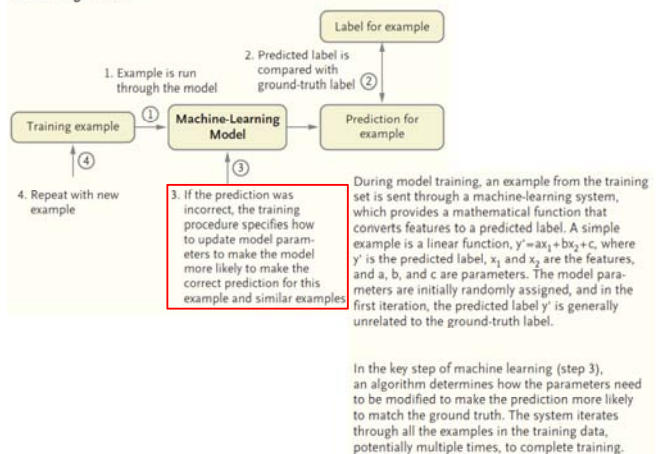 Label for example
2. Predicted label is
compared with
ground-truth label
②
1. Example is run
through the model
①
Training example
Machine-Learning
Model
Prediction for
example
④
③
4. Repeat with new
example
3. If the prediction was
incorrect, the training
procedure specifies how
to update model param-
eters to make the model
more likely to make the
correct prediction for this
example and similar examples
During model training, an example from the training
set is sent through a machine-learning system,
which provides a mathematical function that
converts features to a predicted label. A simple
example is a linear function, y'=ax₁+bx₂+c, where
y' is the predicted label, x₁ and x₂ are the features,
and a, b, and c are parameters. The model para-
meters are initially randomly assigned, and in the
first iteration, the predicted label y' is generally
unrelated to the ground-truth label.
In the key step of machine learning (step 3),
an algorithm determines how the parameters need
to be modified to make the prediction more likely
to match the ground truth. The system iterates
through all the examples in the training data,
potentially multiple times, to complete training.